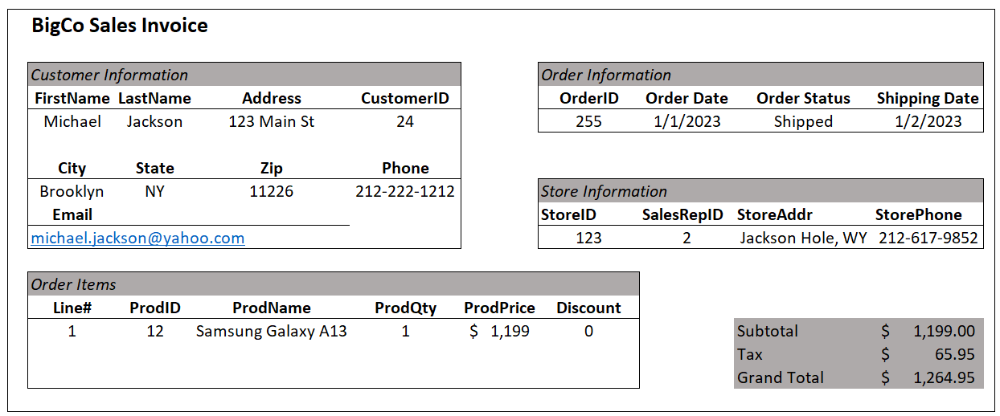 BigCo Sales Invoice
Customer Information
FirstName LastName Address CustomerID
Michael Jackson 123 Main St 24
City State Zip Phone
Brooklyn NY 11226 212-222-1212
Email
michael.jackson@yahoo.com
Order Information
OrderID Order Date Order Status Shipping Date
255 1/1/2023 Shipped 1/2/2023
Store Information
StoreID SalesRepID StoreAddr StorePhone
123 2 Jackson Hole, WY 212-617-9852
Order Items
Line# ProdID ProdName ProdQty ProdPrice Discount
1 12 Samsung Galaxy A13 1 $ 1,199 0
Subtotal $ 1,199.00
Tax $ 65.95
Grand Total $ 1,264.95